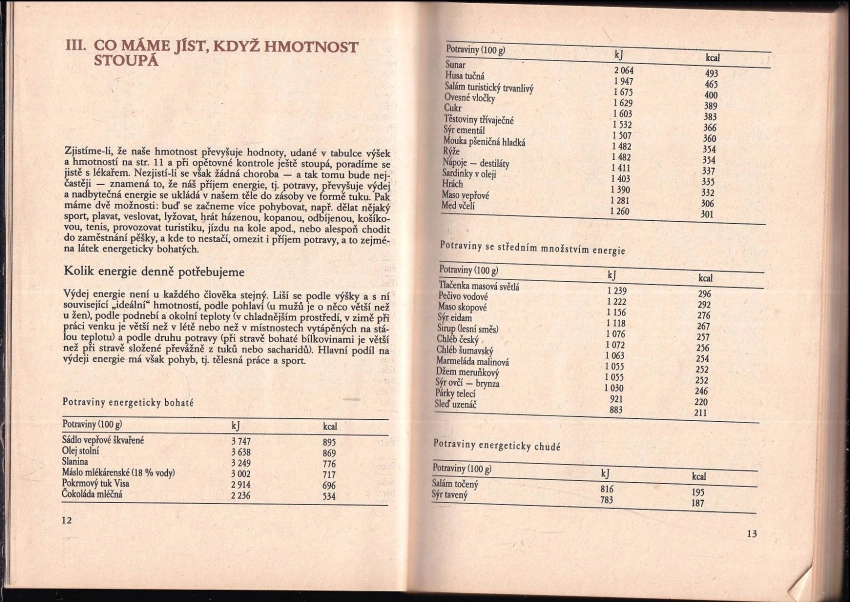 III. CO MÁME JÍST, KDYŽ HMOTNOST
STOUPÁ
Zjistíme-li, že naše hmotnost převyšuje hodnoty, udané v tabulce výšek
a hmotností na str. 11 a při opětovné kontrole ještě stoupá, poradíme se
jistě s lékařem. Nezjistí-li se však žádná choroba — a tak tomu bude nej-
častěji — znamená to, že náš příjem energie, tj. potravy, převyšuje výdej
a nadbytečná energie se ukládá v našem těle do zásoby ve formě tuku. Pak
máme dvě možnosti: buď se začneme více pohybovat, např. dělat nějaký
sport, plavat, veslovat, lyžovat, hrát házenou, kopanou, odbíjenou, košíko-
vou, tenis, provozovat turistiku, jízdu na kole apod., nebo alespoň chodit
do zaměstnání pěšky, a kde to nestačí, omezit i příjem potravy, a to zejmé-
na látek energeticky bohatých.
Kolik energie denně potřebujeme
Výdej energie není u každého člověka stejný. Liší se podle výšky a s ní
související „ideální“ hmotností, podle pohlaví (u mužů je o něco větší než
u žen), podle podnebí a okolní teploty (v chladnějším prostředí, v zimě při
práci venku je větší než v létě nebo než v místnostech vytápěných na stá-
lou teplotu) a podle druhu potravy (při stravě bohaté bílkovinami je větší
než při stravě složené převážně z tuků nebo sacharidů). Hlavní podíl na
výdeji energie má však pohyb, tj. tělesná práce a sport.
Potraviny energeticky bohaté
Potraviny (100 g) kJ kcal
Sádlo vepřové škvařené 3 747 895
Olej stolní 3 638 869
Slanina 3 249 776
Máslo mlékárenské (18 % vody) 3 002 717
Pokrmový tuk Visa 2 914 696
Čokoláda mléčná 2 236 534
12
Potraviny (100 g) kJ kcal
Sunar 2 064 493
Husa tučná 1 947 465
Salám turistický trvanlivý 1 675 400
Ovesné vločky 1 629 389
Cukr 1 603 383
Těstoviny třívaječné 1 532 366
Sýr ementál 1 507 360
Mouka pšeničná hladká 1 482 354
Rýže 1 482 354
Nápoje — destiláty 1 411 337
Sardinky v oleji 1 403 335
Hrách 1 390 332
Maso vepřové 1 281 306
Med včelí 1 260 301
Potraviny se středním množstvím energie
Potraviny (100 g) kJ kcal
Tlačenka masová světlá 1 239 296
Pečivo vodové 1 222 292
Maso skopové 1 156 276
Sýr eidam 1 118 267
Sirup (lesní směs) 1 076 257
Chléb český 1 072 256
Chléb šumavský 1 063 254
Marmeláda malinová 1 055 252
Džem meruňkový 1 055 252
Sýr ovčí — brynza 1 030 246
Párky telecí 921 220
Sleď uzenáč 883 211
Potraviny energeticky chudé
Potraviny (100 g) kJ kcal
Salám točený 816 195
Sýr tavený 783 187
13